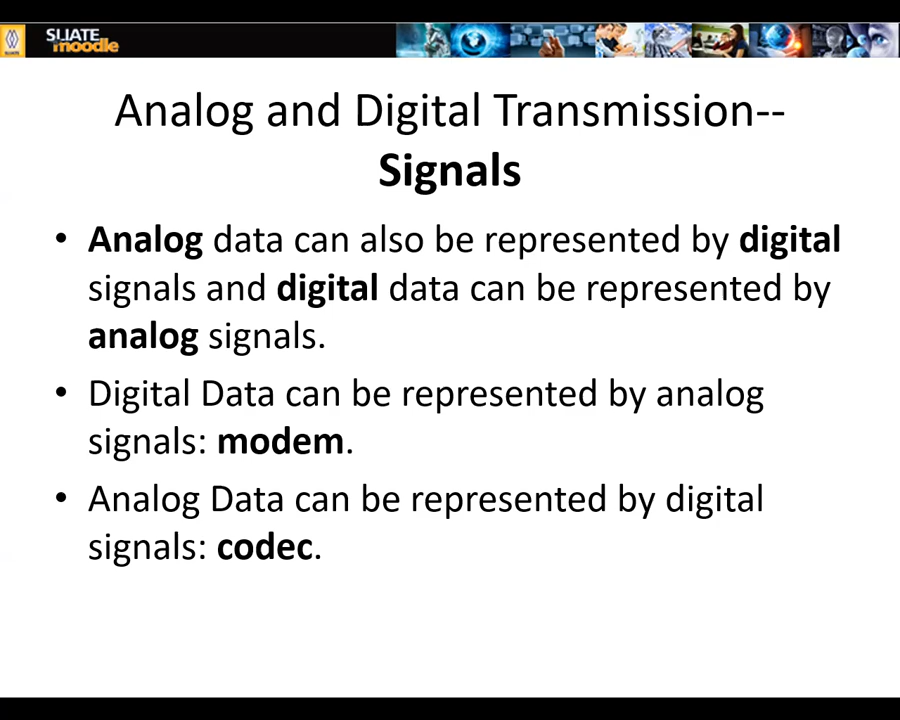 SLIATE
moodle
Analog and Digital Transmission--
Signals
• Analog data can also be represented by digital
signals and digital data can be represented by
analog signals.
• Digital Data can be represented by analog
signals: modem.
• Analog Data can be represented by digital
signals: codec.